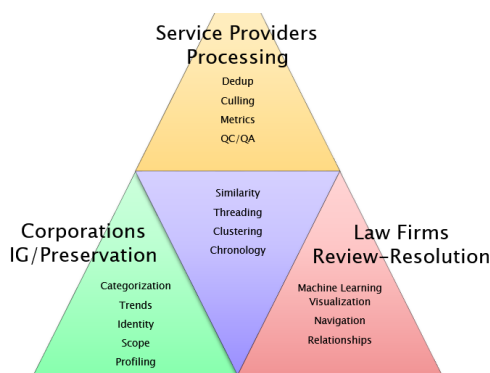 Service Providers
Processing
Dedup
Culling
Metrics
QC/QA
Similarity
Threading
Clustering
Chronology
Corporations
IG/Preservation
Categorization
Trends
Identity
Scope
Profiling
Law Firms
Review-Resolution
Machine Learning
Visualization
Navigation
Relationships